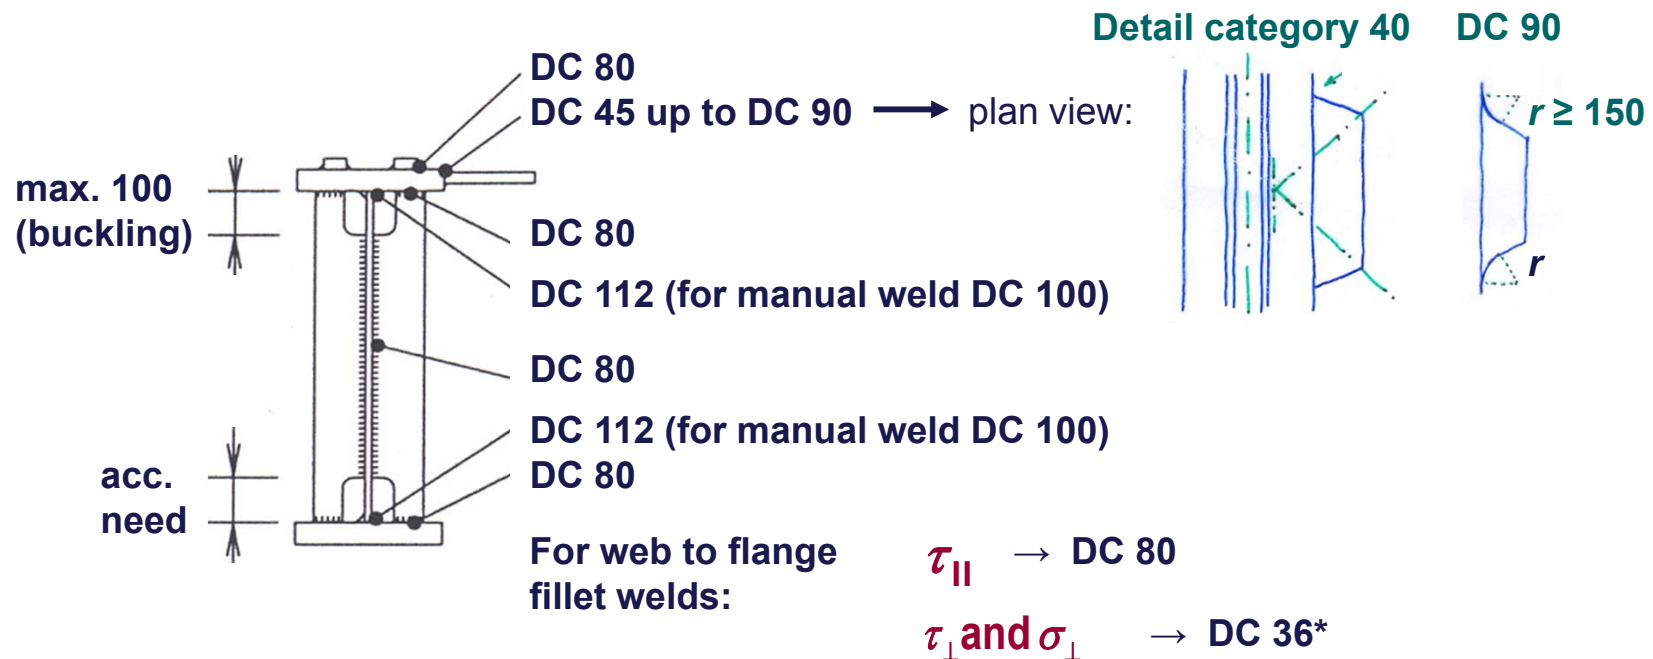 Detail category 40 DC 90
DC 80
DC 45 up to DC 90 → plan view:
r ≥ 150
max. 100
(buckling)
DC 80
r
DC 112 (for manual weld DC 100)
DC 80
DC 112 (for manual weld DC 100)
acc.
need
DC 80
For web to flange
fillet welds:
τ|| → DC 80
τ⊥ and σ⊥ → DC 36*